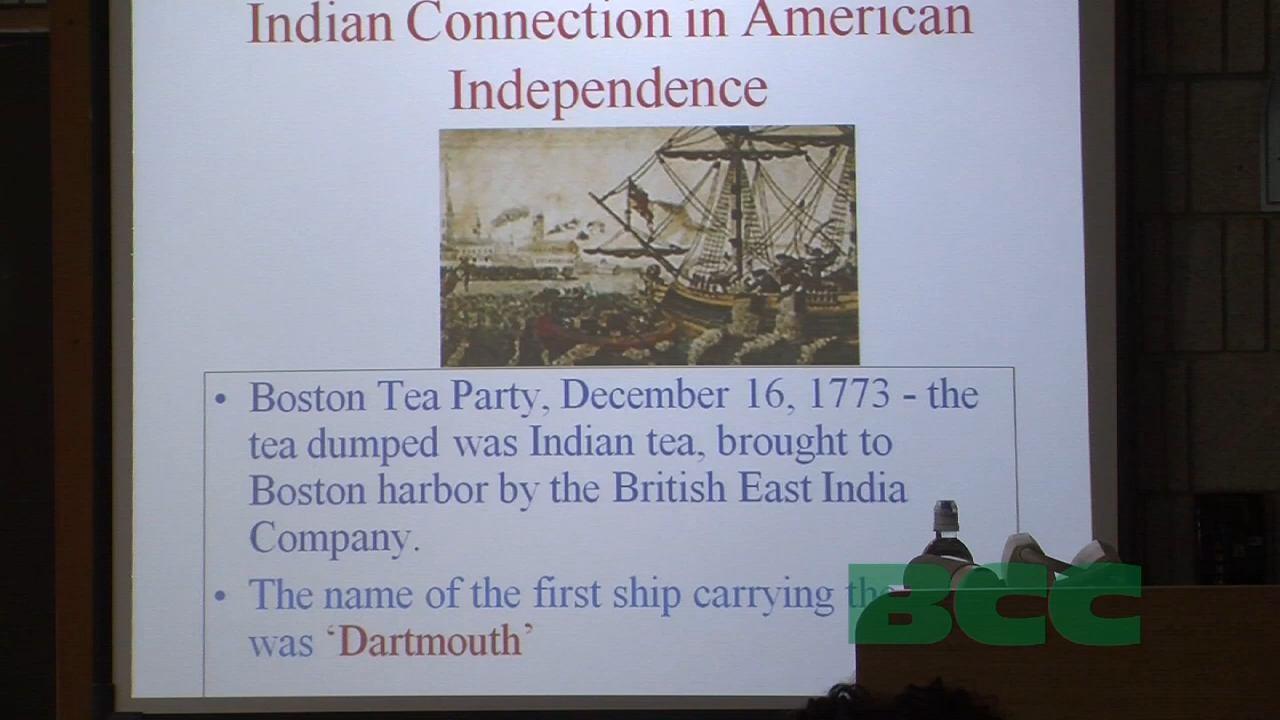 Indian Connection in American
Independence
• Boston Tea Party, December 16, 1773 - the
tea dumped was Indian tea, brought to
Boston harbor by the British East India
Company.
• The name of the first ship carrying the
was ‘Dartmouth’
BCC